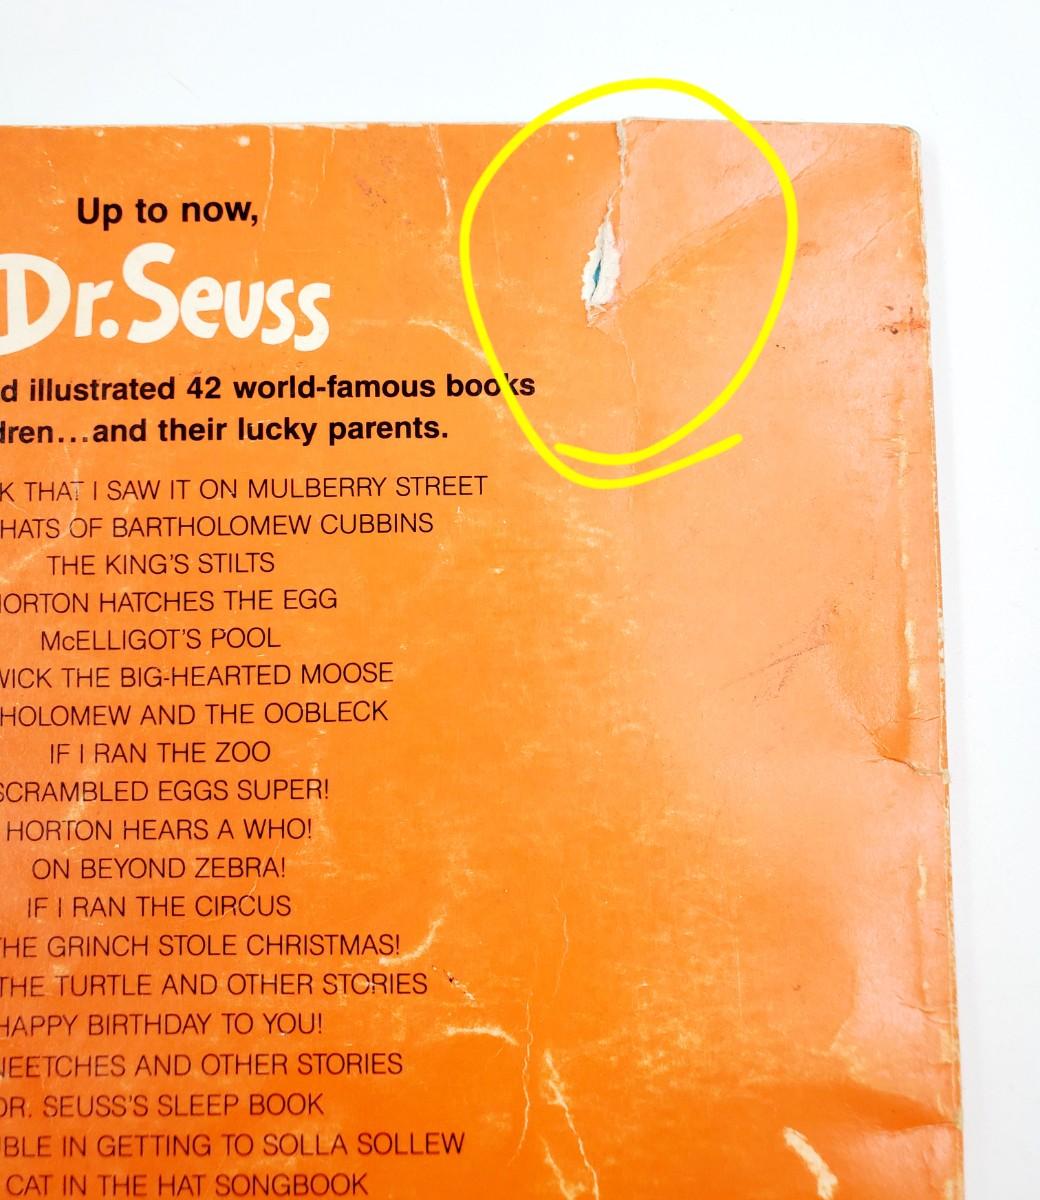 Up to now,
Dr. Seuss
d illustrated 42 world-famous books
dren...and their lucky parents.
K THAT I SAW IT ON MULBERRY STREET
HATS OF BARTHOLOMEW CUBBINS
THE KING'S STILTS
HORTON HATCHES THE EGG
McELLIGOT'S POOL
WICK THE BIG-HEARTED MOOSE
HOLOMEW AND THE OOBLECK
IF I RAN THE ZOO
SCRAMBLED EGGS SUPER!
HORTON HEARS A WHO!
ON BEYOND ZEBRA!
IF I RAN THE CIRCUS
THE GRINCH STOLE CHRISTMAS!
THE TURTLE AND OTHER STORIES
HAPPY BIRTHDAY TO YOU!
NEETCHES AND OTHER STORIES
DR. SEUSS'S SLEEP BOOK
UBLE IN GETTING TO SOLLA SOLLEW
CAT IN THE HAT SONGBOOK